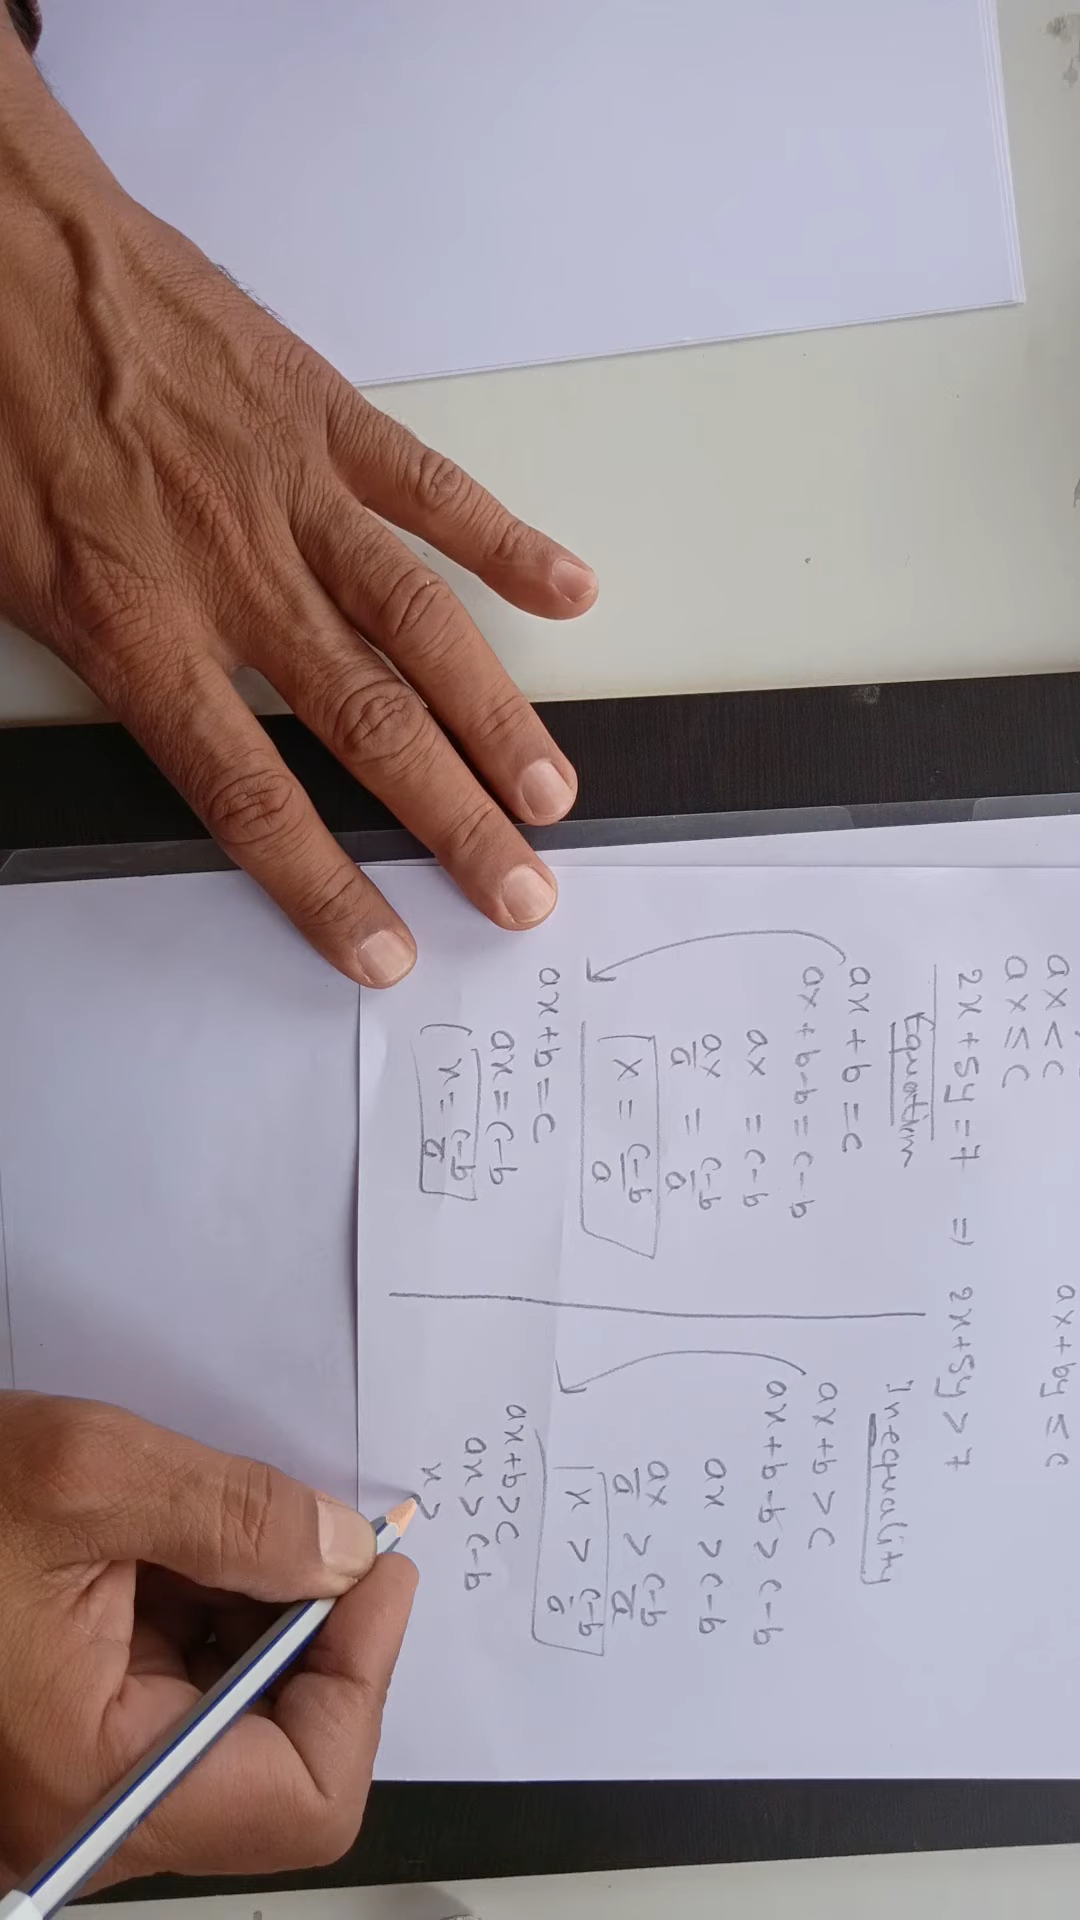 ax < c
ax + by ≤ c
ax ≤ c
2x + 5y = 7 ⇒ 2x + 5y > 7
Equation
ax + b = c
ax + b - b = c - b
ax = c - b
ax/a = c-b/a
x = c-b/a
ax + b = c
ax = c - b
x = c-b/a
Inequality
ax + b > c
ax + b - b > c - b
ax > c - b
ax/a > c-b/a
x > c-b/a
ax + b > c
ax > c - b
x >